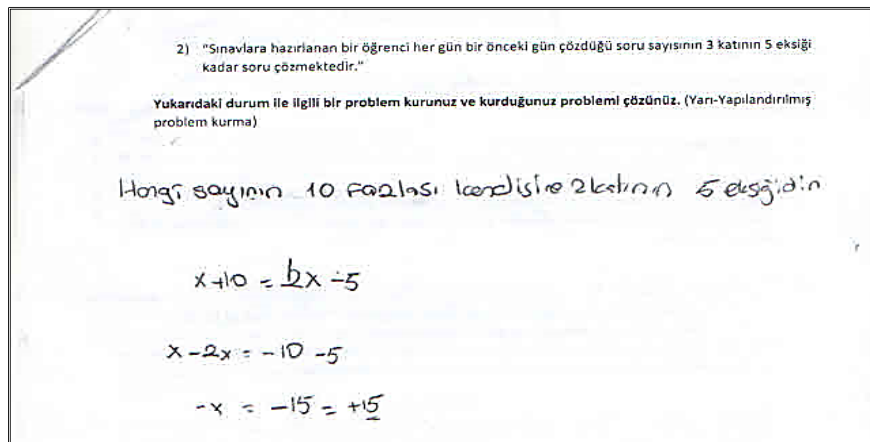 2) "Sınavlara hazırlanan bir öğrenci her gün bir önceki gün çözdüğü soru sayısının 3 katının 5 eksiği
kadar soru çözmektedir."
Yukarıdaki durum ile ilgili bir problem kurunuz ve kurduğunuz problemi çözünüz. (Yarı-Yapılandırılmış
problem kurma)
Hangi sayının 10 fazlası kendisine 2 katının 5 eksğidir
x+10 = 2x-5
x-2x = -10 -5
-x = -15 = +15